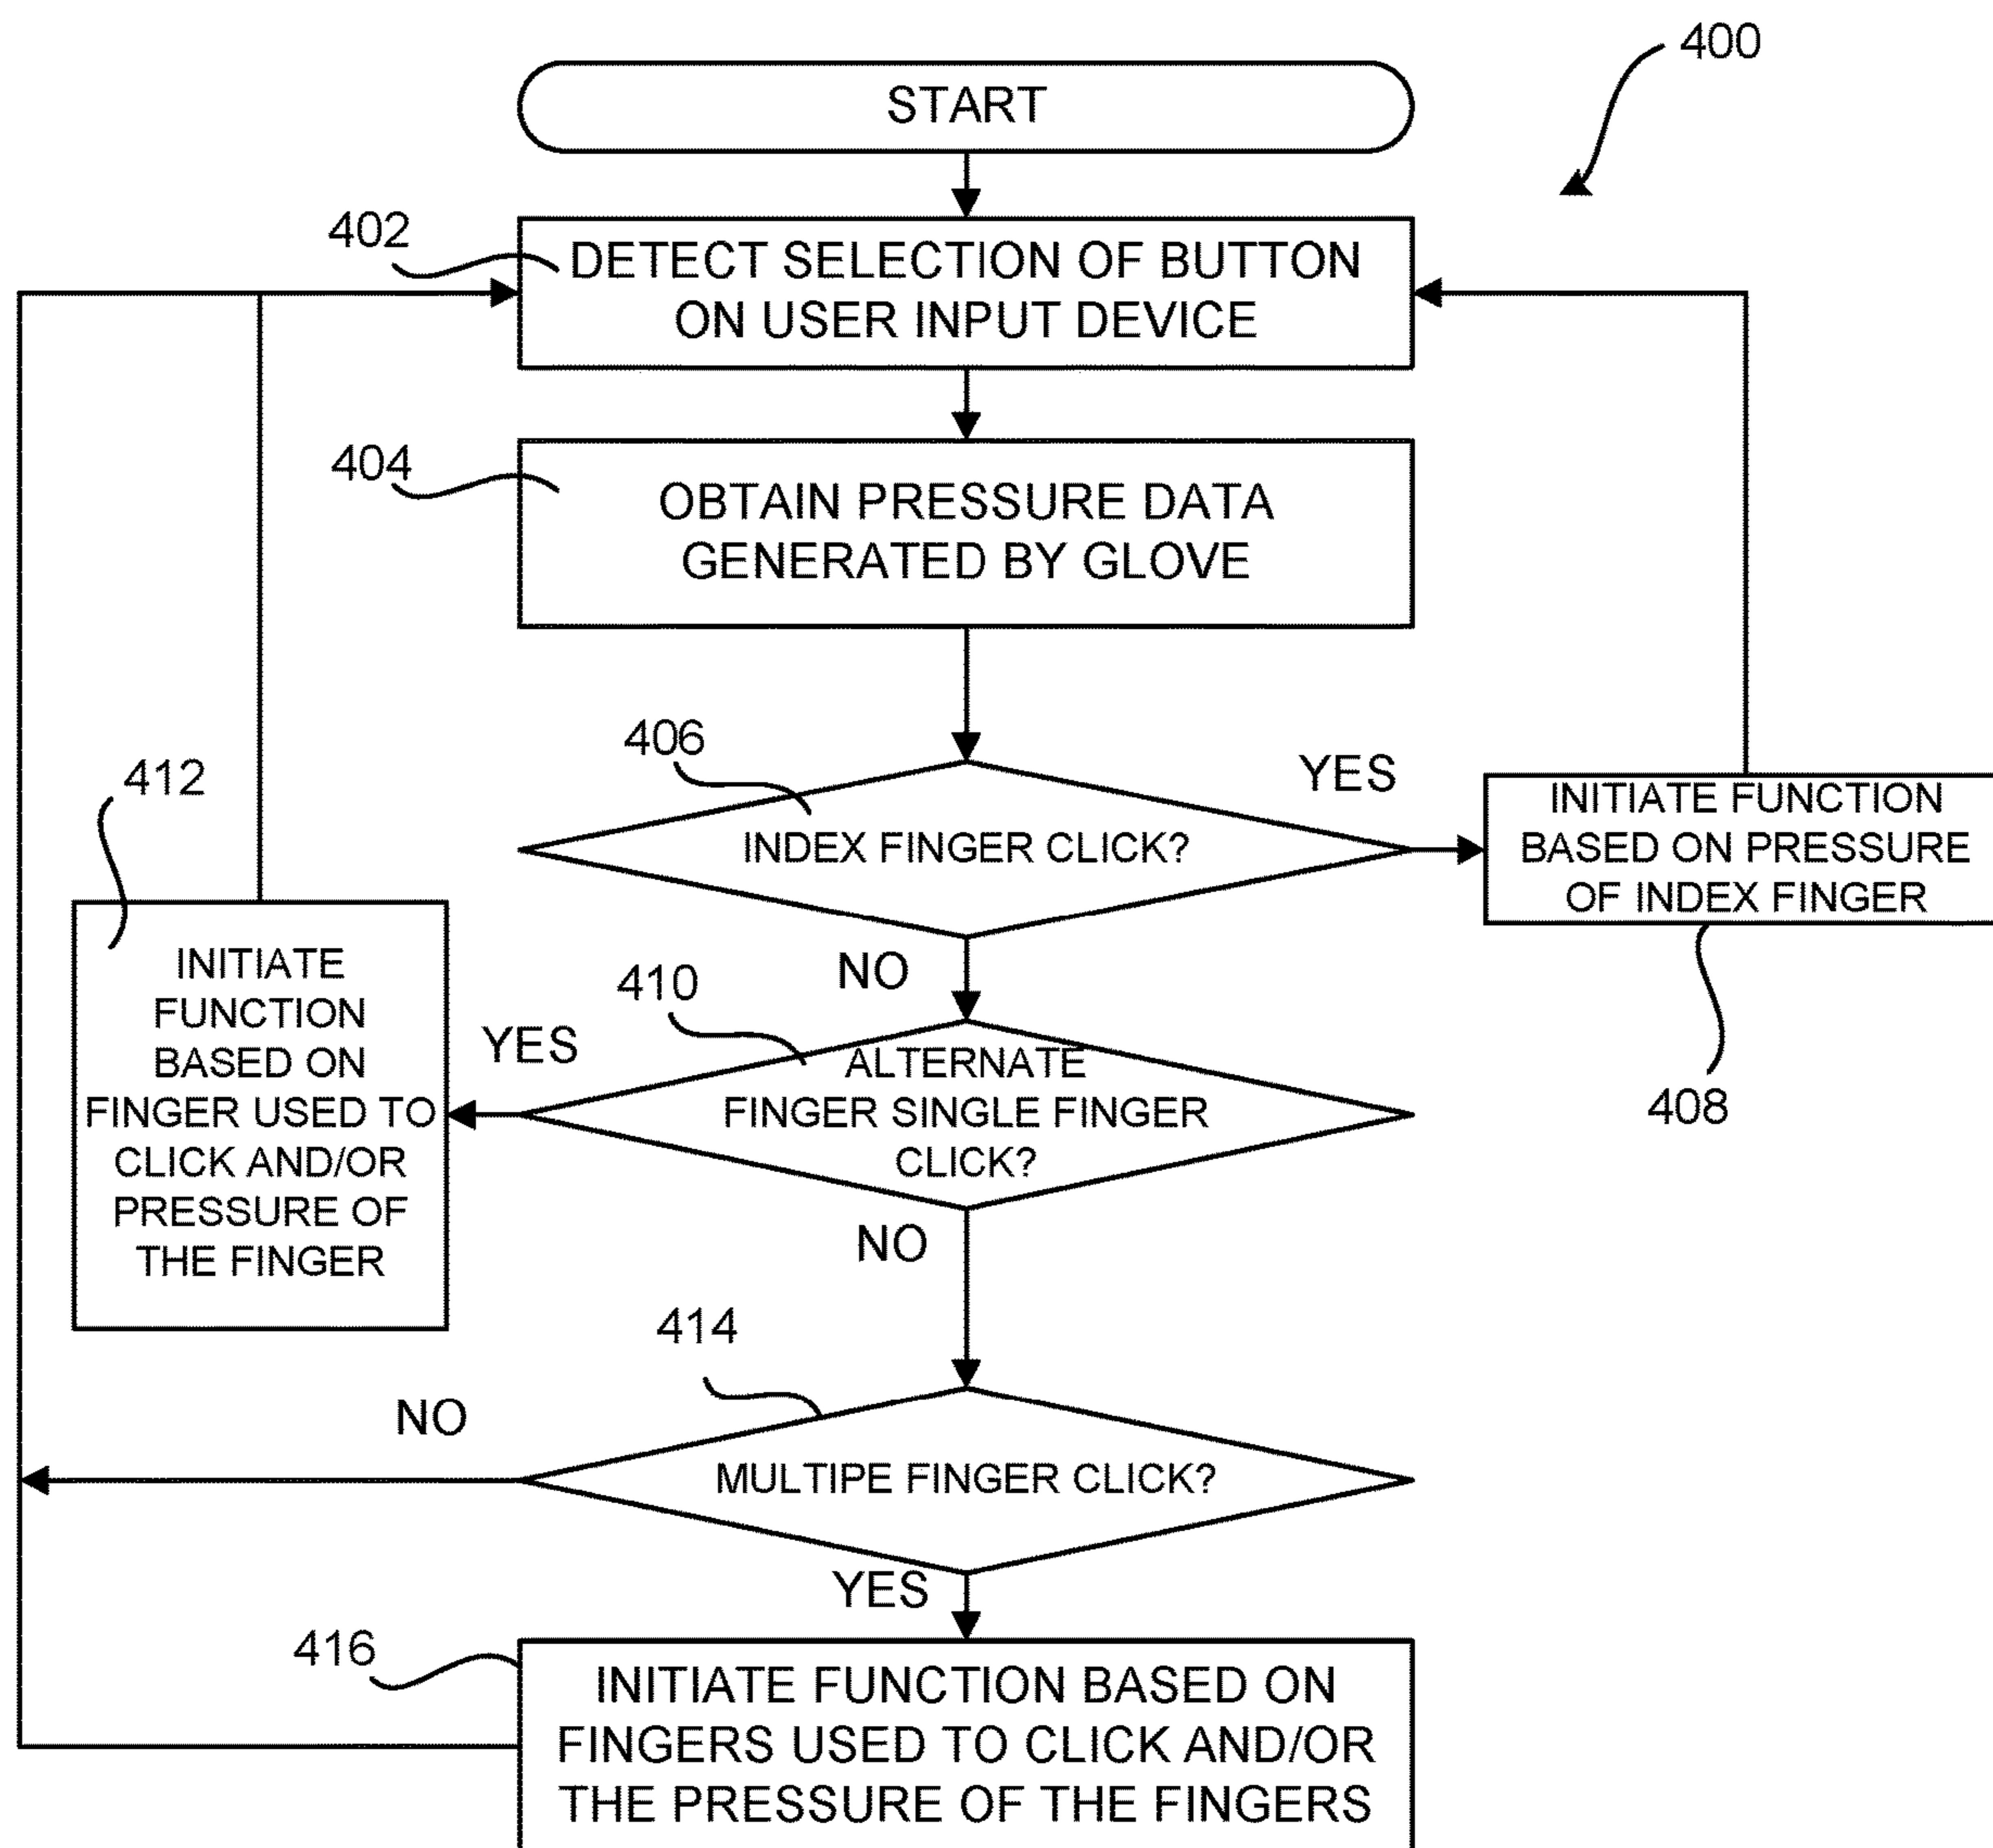 400
START
402
DETECT SELECTION OF BUTTON
ON USER INPUT DEVICE
404
OBTAIN PRESSURE DATA
GENERATED BY GLOVE
406
INDEX FINGER CLICK?
YES
INITIATE FUNCTION
BASED ON PRESSURE
OF INDEX FINGER
408
NO
410
ALTERNATE
FINGER SINGLE FINGER
CLICK?
YES
412
INITIATE
FUNCTION
BASED ON
FINGER USED TO
CLICK AND/OR
PRESSURE OF
THE FINGER
NO
414
MULTIPE FINGER CLICK?
NO
YES
416
INITIATE FUNCTION BASED ON
FINGERS USED TO CLICK AND/OR
THE PRESSURE OF THE FINGERS